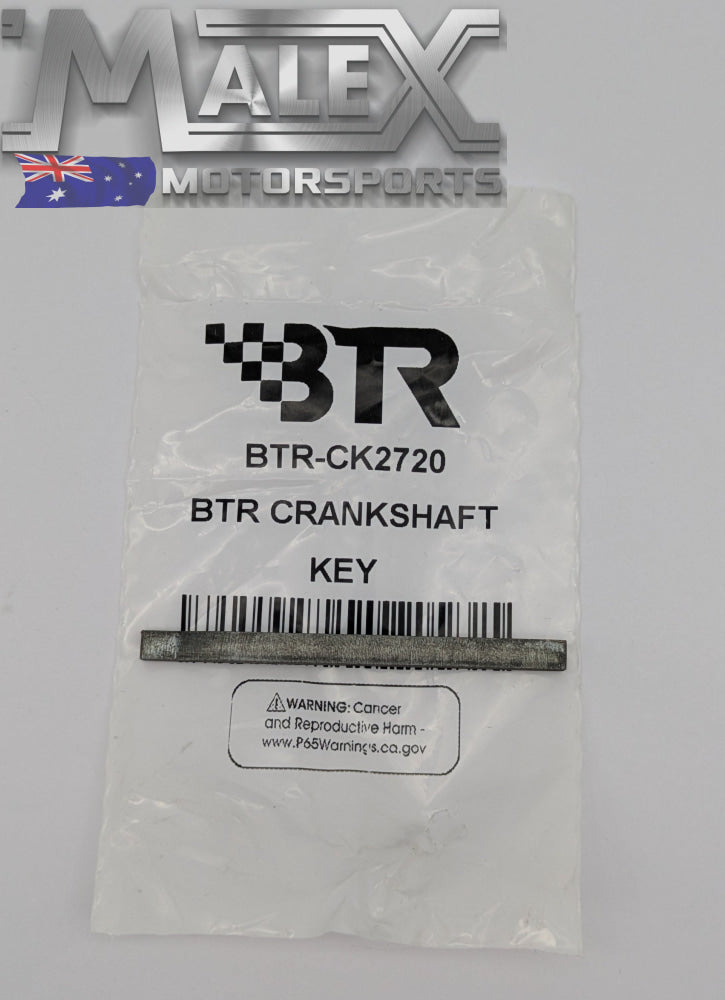 MALEX
MOTORSPORTS
BTR
BTR-CK2720
BTR CRANKSHAFT
KEY
WARNING: Cancer
and Reproductive Harm -
www.P65Warnings.ca.gov